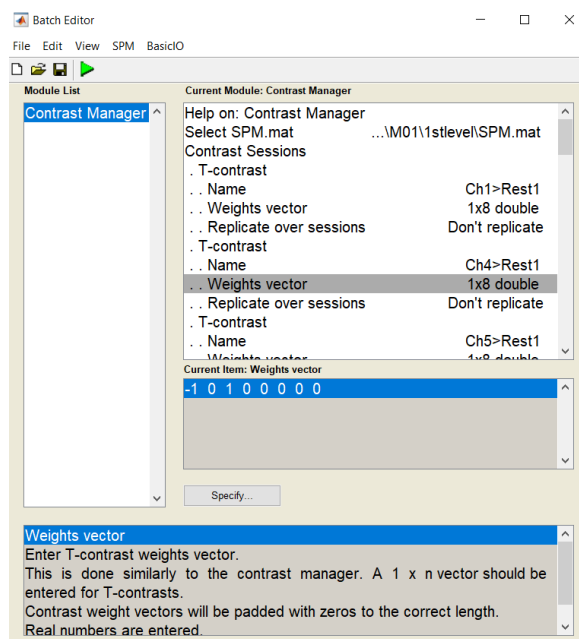 Batch Editor
File Edit View SPM BasicIO
Module List
Current Module: Contrast Manager
Contrast Manager
Help on: Contrast Manager
Select SPM.mat ...\M01\1stlevel\SPM.mat
Contrast Sessions
. T-contrast
. . Name Ch1>Rest1
. . Weights vector 1x8 double
. . Replicate over sessions Don't replicate
. T-contrast
. . Name Ch4>Rest1
. . Weights vector 1x8 double
. . Replicate over sessions Don't replicate
. T-contrast
. . Name Ch5>Rest1
. . Weights vector 1x8 double
Current Item: Weights vector
-1 0 1 0 0 0 0 0
Specify...
Weights vector
Enter T-contrast weights vector.
This is done similarly to the contrast manager. A 1 x n vector should be
entered for T-contrasts.
Contrast weight vectors will be padded with zeros to the correct length.
Real numbers are entered.